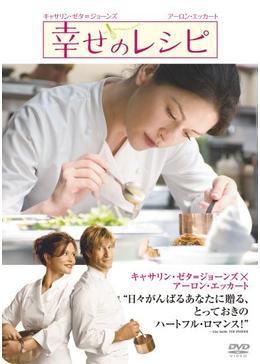 キャサリン・ゼタ=ジョーンズ アーロン・エッカート
幸せのレシピ
キャサリン・ゼタ=ジョーンズ×
アーロン・エッカート
"日々がんばるあなたに贈る、
とっておきの
ハートフル・ロマンス!"
DVD
VIDEO